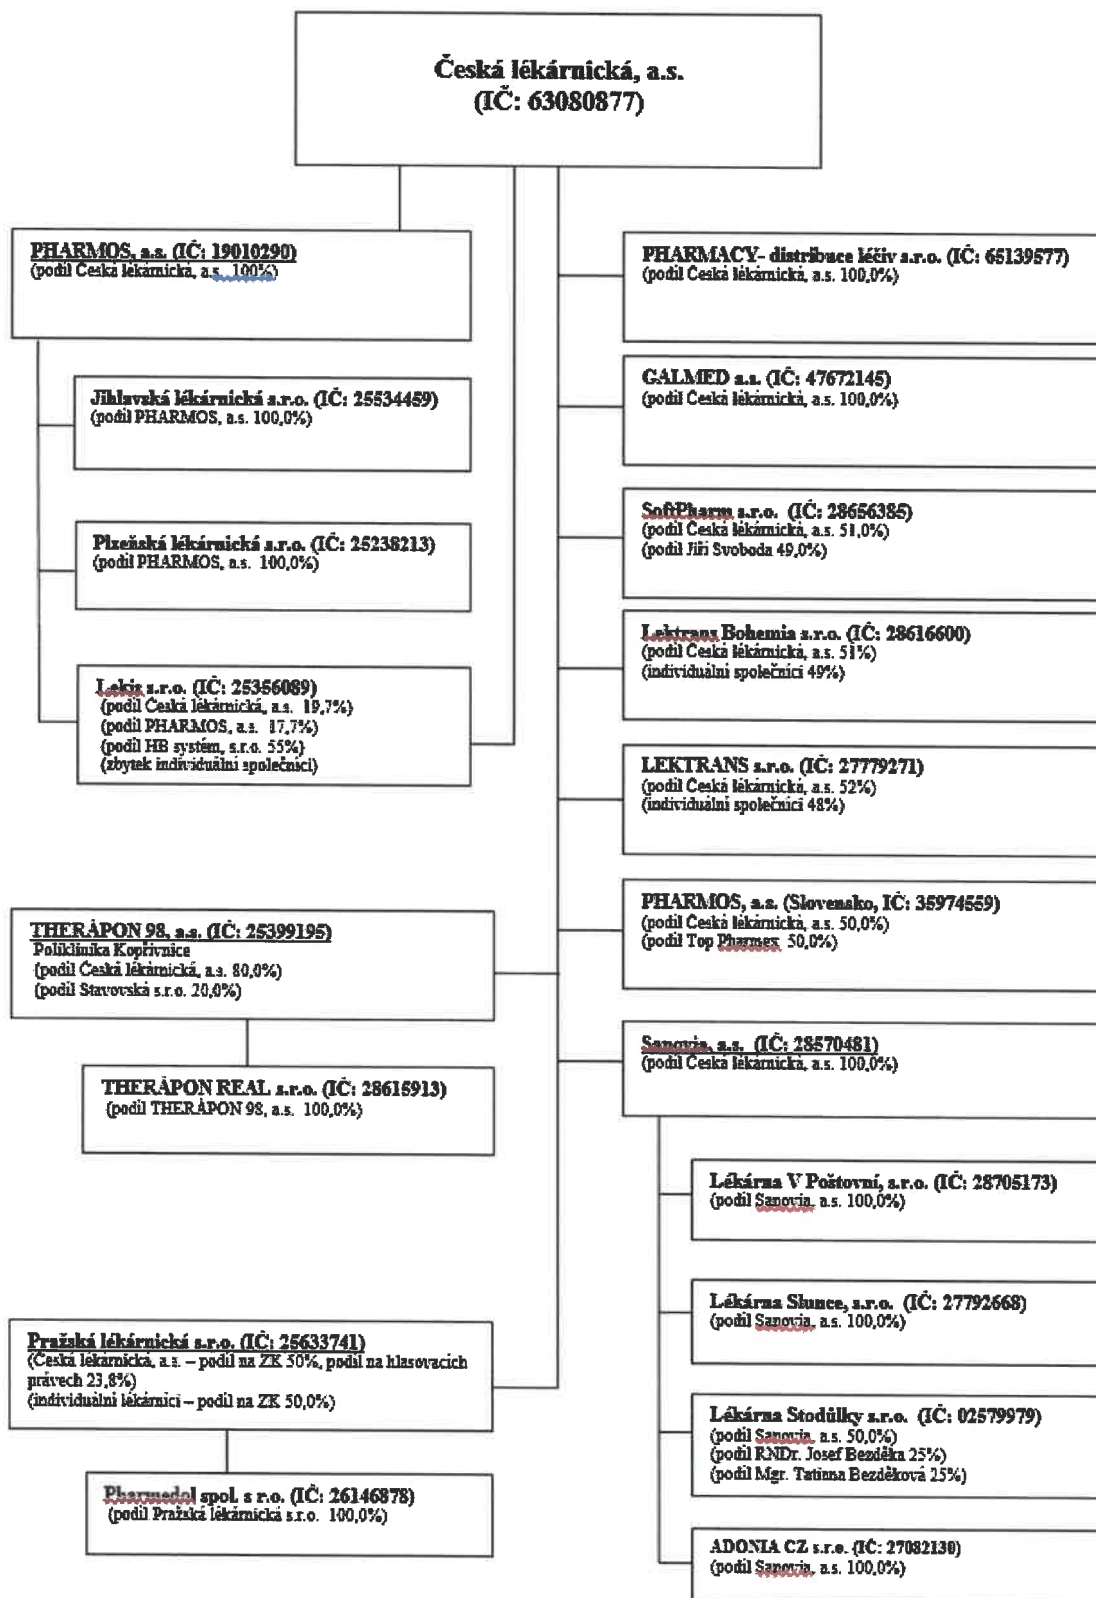 Česká lékárnická, a.s.
(IČ: 63080877)
PHARMOS, a.s. (IČ: 19010290)
(podíl Česká lékárnická, a.s. 100%)
Jihlavská lékárnická s.r.o. (IČ: 25534459)
(podíl PHARMOS, a.s. 100,0%)
Plzeňská lékárnická s.r.o. (IČ: 25238213)
(podíl PHARMOS, a.s. 100,0%)
Lekis s.r.o. (IČ: 25356089)
(podíl Česká lékárnická, a.s. 19,7%)
(podíl PHARMOS, a.s. 17,7%)
(podíl HB systém, s.r.o. 55%)
(zbytek individuální společníci)
THERÁPON 98, a.s. (IČ: 25399195)
Poliklinika Kopřivnice
(podíl Česká lékárnická, a.s. 80,0%)
(podíl Stavovská s.r.o. 20,0%)
THERÁPON REAL s.r.o. (IČ: 28615913)
(podíl THERÁPON 98, a.s. 100,0%)
Pražská lékárnická s.r.o. (IČ: 25633741)
(Česká lékárnická, a.s. – podíl na ZK 50%, podíl na hlasovacích
právech 23,8%)
(individuální lékárníci – podíl na ZK 50,0%)
Pharmedol spol. s r.o. (IČ: 26146878)
(podíl Pražská lékárnická s.r.o. 100,0%)
PHARMACY- distribuce léčiv s.r.o. (IČ: 65139577)
(podíl Česká lékárnická, a.s. 100,0%)
GALMED a.s. (IČ: 47672145)
(podíl Česká lékárnická, a.s. 100,0%)
SoftPharm s.r.o. (IČ: 28656385)
(podíl Česká lékárnická, a.s. 51,0%)
(podíl Jiří Svoboda 49,0%)
Lektrans Bohemia s.r.o. (IČ: 28616600)
(podíl Česká lékárnická, a.s. 51%)
(individuální společníci 49%)
LEKTRANS s.r.o. (IČ: 27779271)
(podíl Česká lékárnická, a.s. 52%)
(individuální společníci 48%)
PHARMOS, a.s. (Slovensko, IČ: 35974559)
(podíl Česká lékárnická, a.s. 50,0%)
(podíl Top Pharmex 50,0%)
Sanovia, a.s. (IČ: 28570481)
(podíl Česká lékárnická, a.s. 100,0%)
Lékárna V Poštovní, s.r.o. (IČ: 28705173)
(podíl Sanovia, a.s. 100,0%)
Lékárna Slunce, s.r.o. (IČ: 27792668)
(podíl Sanovia, a.s. 100,0%)
Lékárna Stodůlky s.r.o. (IČ: 02579979)
(podíl Sanovia, a.s. 50,0%)
(podíl RNDr. Josef Bezděka 25%)
(podíl Mgr. Tatiana Bezděková 25%)
ADONIA CZ s.r.o. (IČ: 27082130)
(podíl Sanovia, a.s. 100,0%)